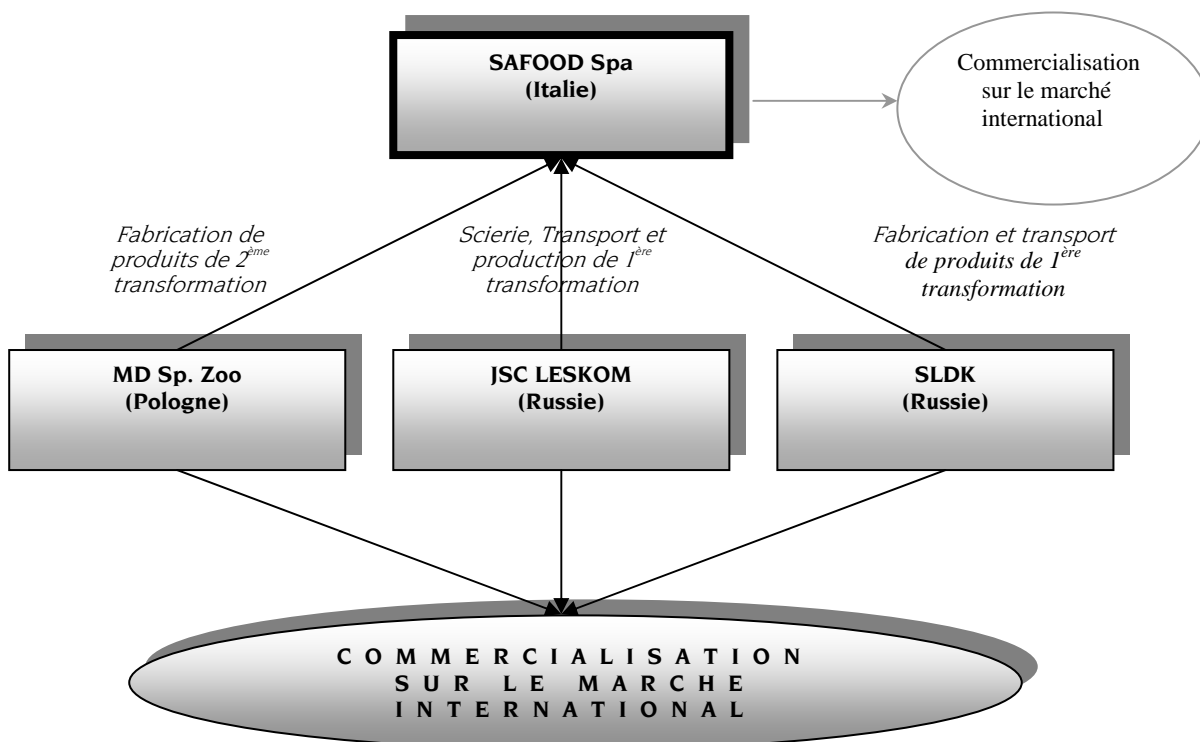 SAFOOD Spa
(Italie)
Commercialisation
sur le marché
international
Fabrication de
produits de 2ème
transformation
Scierie, Transport et
production de 1ère
transformation
Fabrication et transport
de produits de 1ère
transformation
MD Sp. Zoo
(Pologne)
JSC LESKOM
(Russie)
SLDK
(Russie)
COMMERCIALISATION
SUR LE MARCHE
INTERNATIONAL